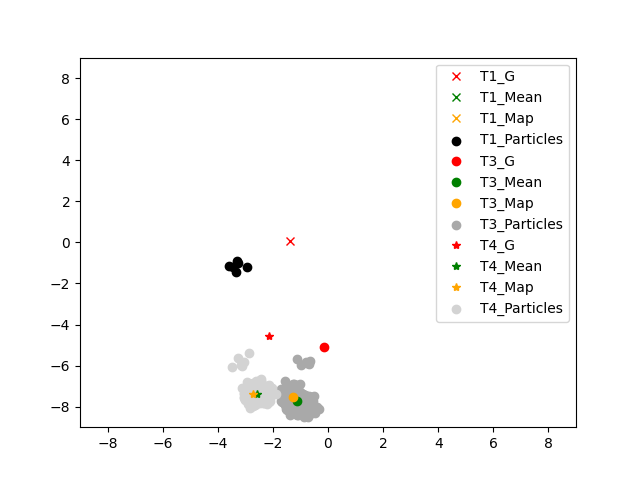 8
6
4
2
0
−2
−4
−6
−8
−8 −6 −4 −2 0 2 4 6 8
T1_G
T1_Mean
T1_Map
T1_Particles
T3_G
T3_Mean
T3_Map
T3_Particles
T4_G
T4_Mean
T4_Map
T4_Particles